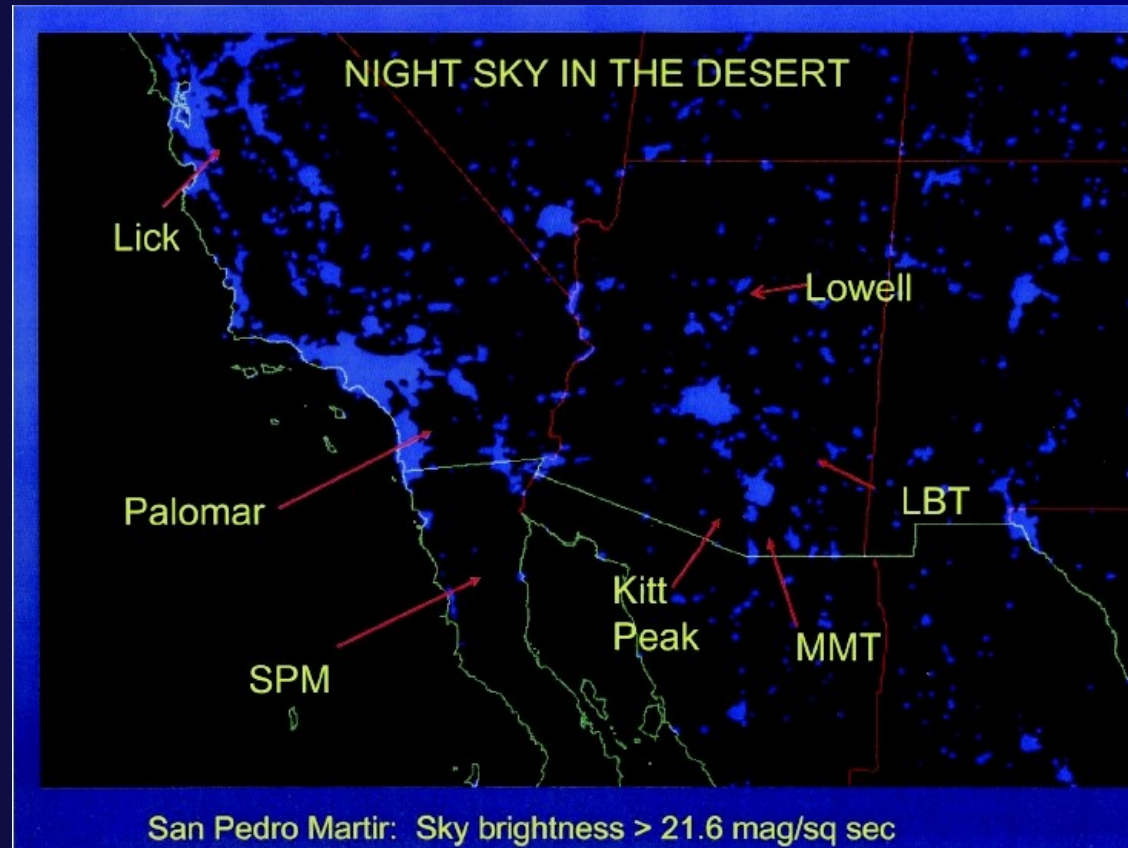 NIGHT SKY IN THE DESERT
Lick
Lowell
Palomar
LBT
Kitt
Peak
MMT
SPM
San Pedro Martir: Sky brightness > 21.6 mag/sq sec